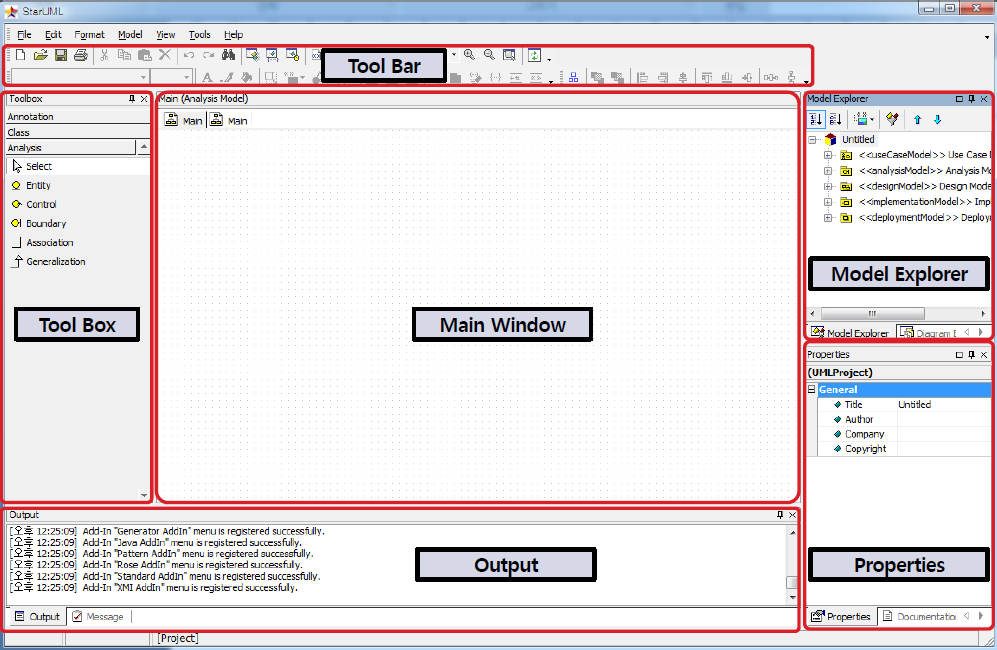 StarUML
File Edit Format Model View Tools Help
Tool Bar
Toolbox
Annotation
Class
Analysis
Select
Entity
Control
Boundary
Association
Generalization
Tool Box
Main (Analysis Model)
Main Main
Main Window
Model Explorer
Untitled
<<useCaseModel>> Use Case
<<analysisModel>> Analysis Mo
<<designModel>> Design Mode
<<implementationModel>> Imp
<<deploymentModel>> Deploy
Model Explorer
Model Explorer Diagram E
Properties
(UMLProject)
General
Title Untitled
Author
Company
Copyright
Properties
Properties Documentation
Output
[오후 12:25:09] Add-In "Generator AddIn" menu is registered successfully.
[오후 12:25:09] Add-In "Java AddIn" menu is registered successfully.
[오후 12:25:09] Add-In "Pattern AddIn" menu is registered successfully.
[오후 12:25:09] Add-In "Rose AddIn" menu is registered successfully.
[오후 12:25:09] Add-In "Standard AddIn" menu is registered successfully.
[오후 12:25:09] Add-In "XMI AddIn" menu is registered successfully.
Output
Output Message
[Project]